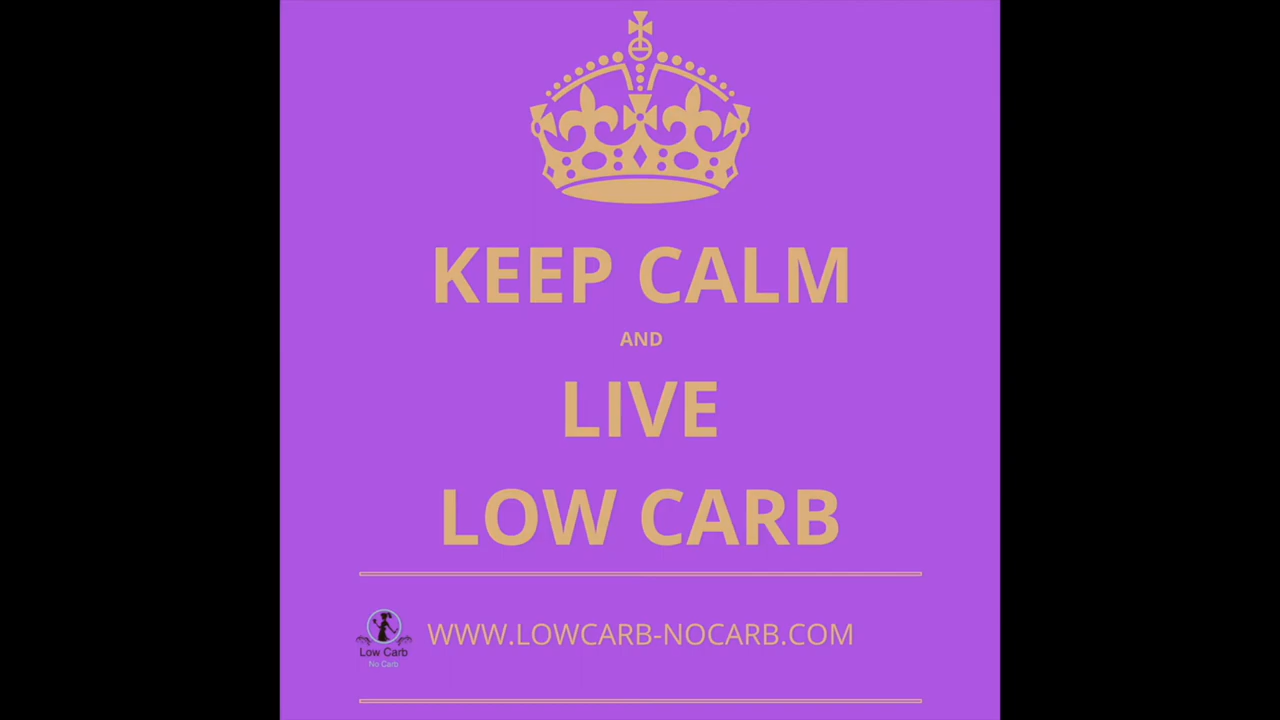 KEEP CALM
AND
LIVE
LOW CARB
WWW.LOWCARB-NOCARB.COM
Low Carb
No Carb